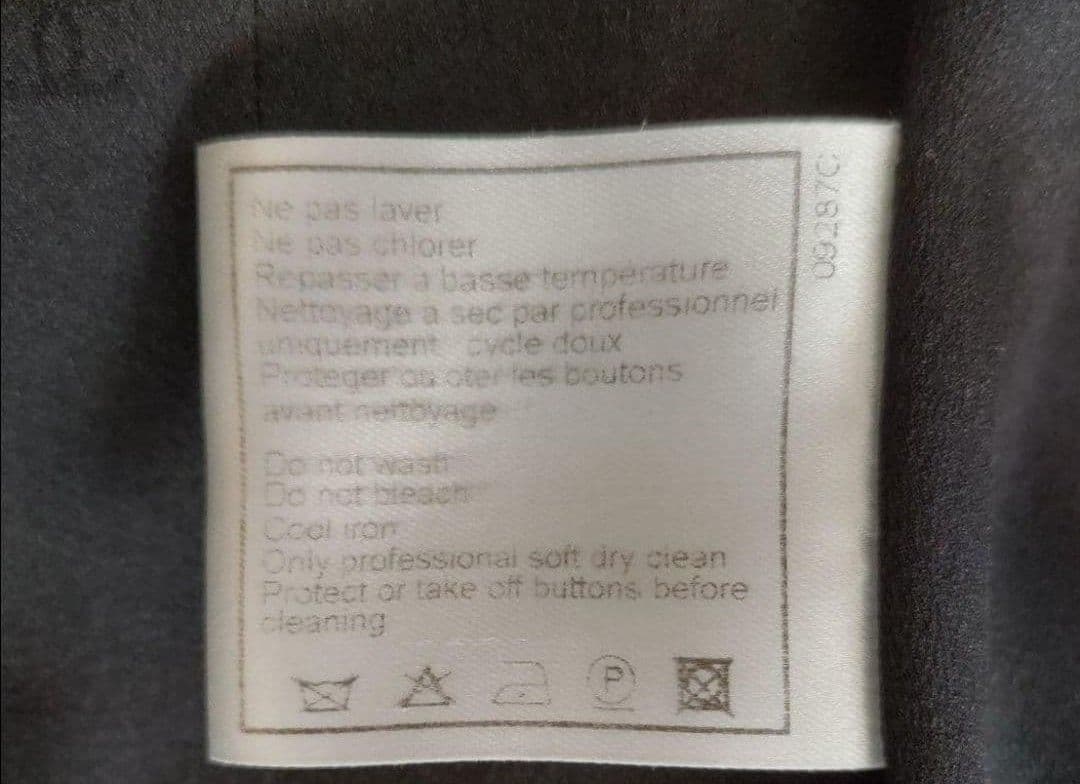 Ne pas laver
Ne pas chlorer
Repasser à basse température
Nettoyage a sec par professionnel
uniquement cycle doux
Proteger ou oter les boutons
avant nettoyage
Do not wash
Do not bleach
Cool iron
Only professional soft dry clean
Protect or take off buttons before
cleaning
P
09287C